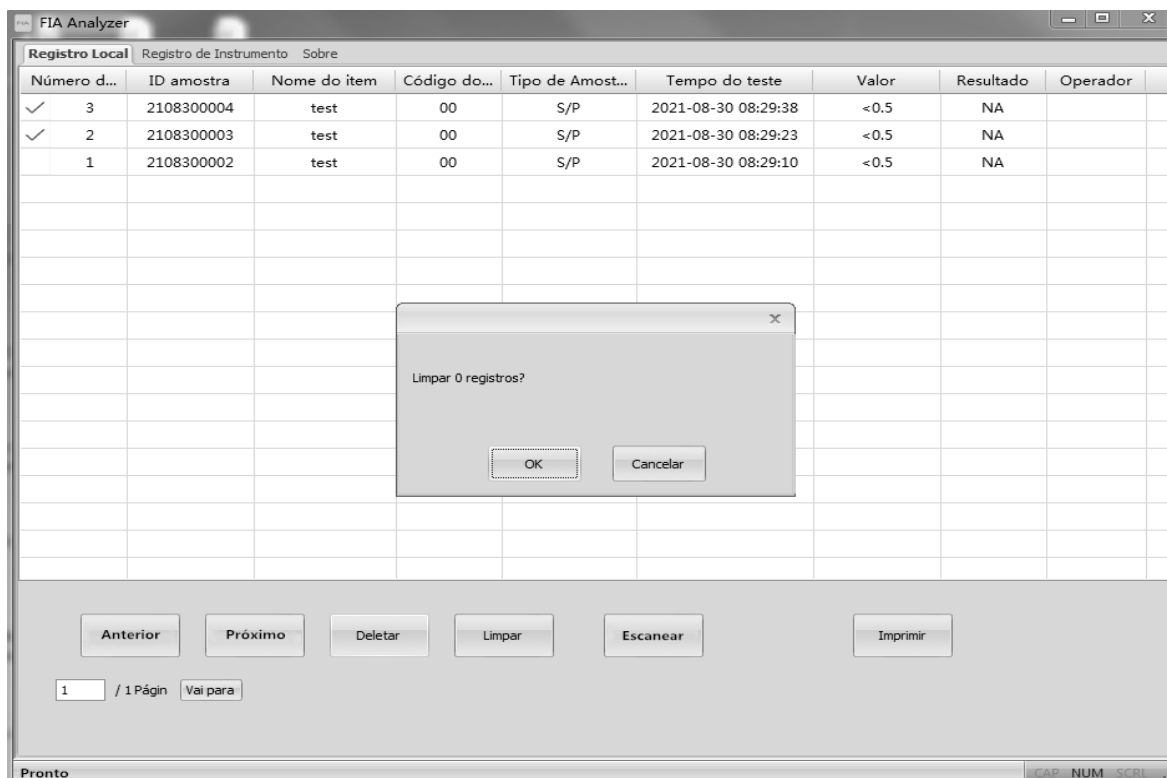 FIA FIA Analyzer
Registro Local Registro de Instrumento Sobre
Número d... ID amostra Nome do item Código do... Tipo de Amost... Tempo do teste Valor Resultado Operador
3 2108300004 test 00 S/P 2021-08-30 08:29:38 <0.5 NA
2 2108300003 test 00 S/P 2021-08-30 08:29:23 <0.5 NA
1 2108300002 test 00 S/P 2021-08-30 08:29:10 <0.5 NA
Limpar 0 registros?
OK Cancelar
Anterior Próximo Deletar Limpar Escanear Imprimir
1 / 1 Págin Vai para
Pronto CAP NUM SCRL